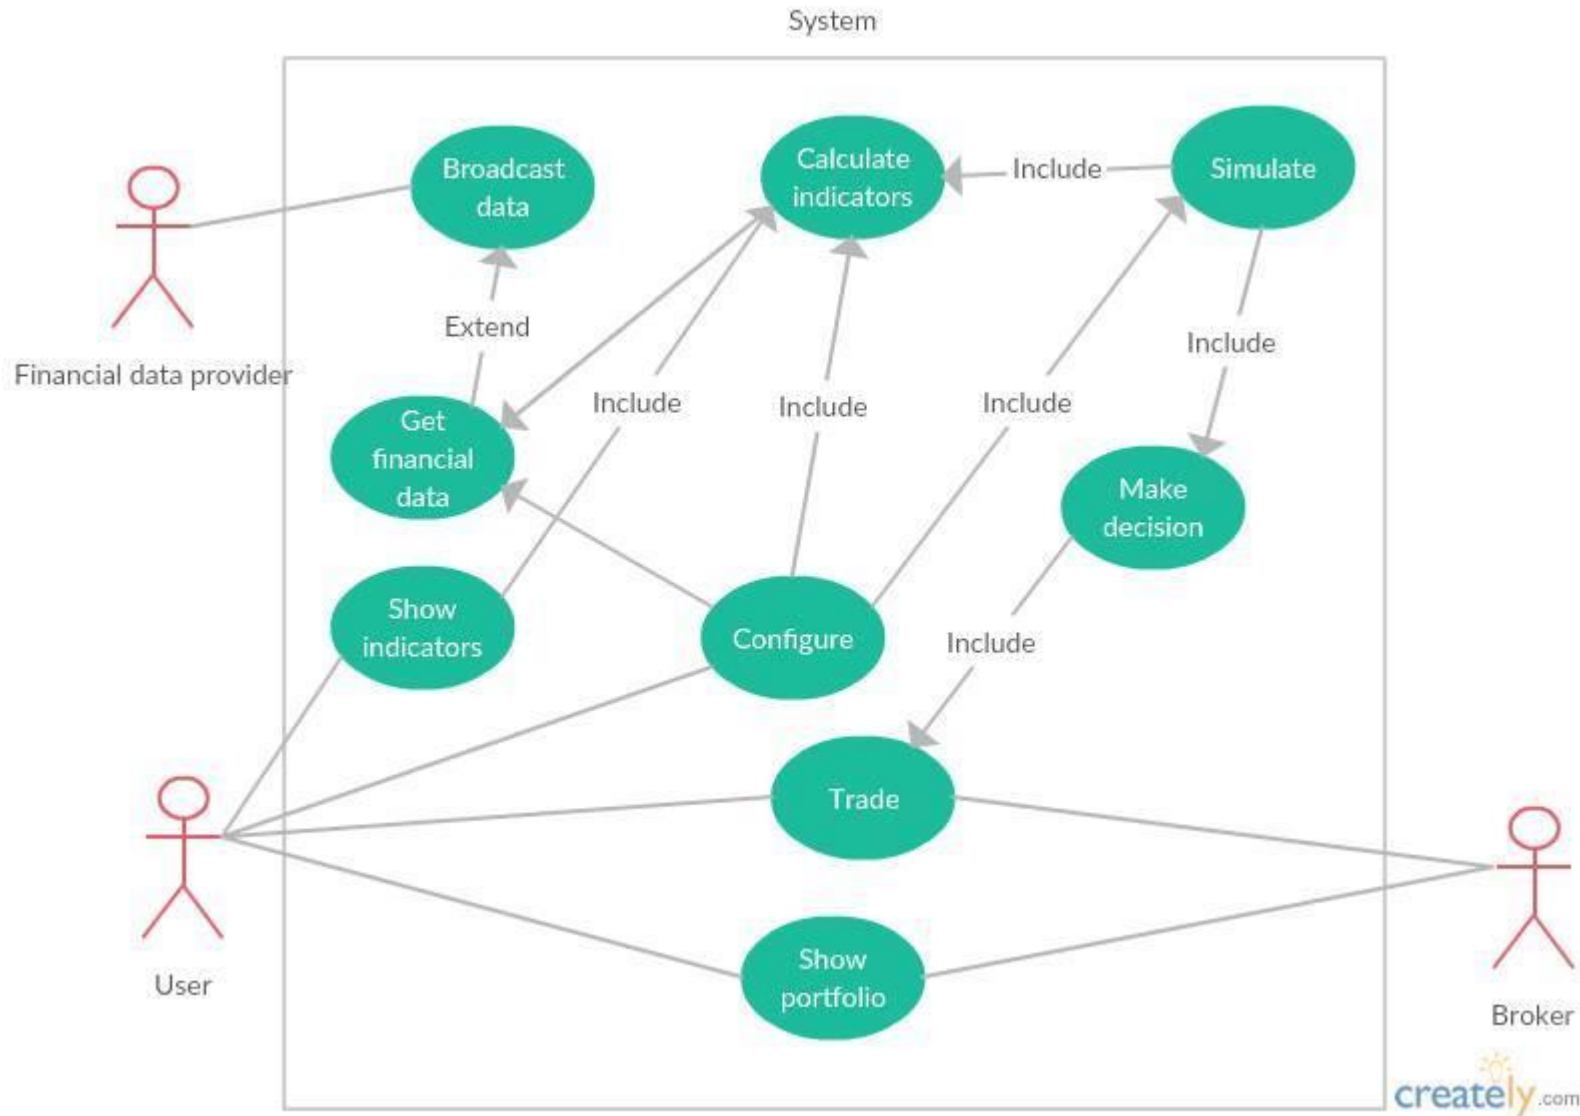 System
Broadcast
data
Calculate
indicators
Include
Simulate
Extend
Include
Financial data provider
Include
Include
Include
Get
financial
data
Make
decision
Show
indicators
Configure
Include
Trade
User
Show
portfolio
Broker
creately.com